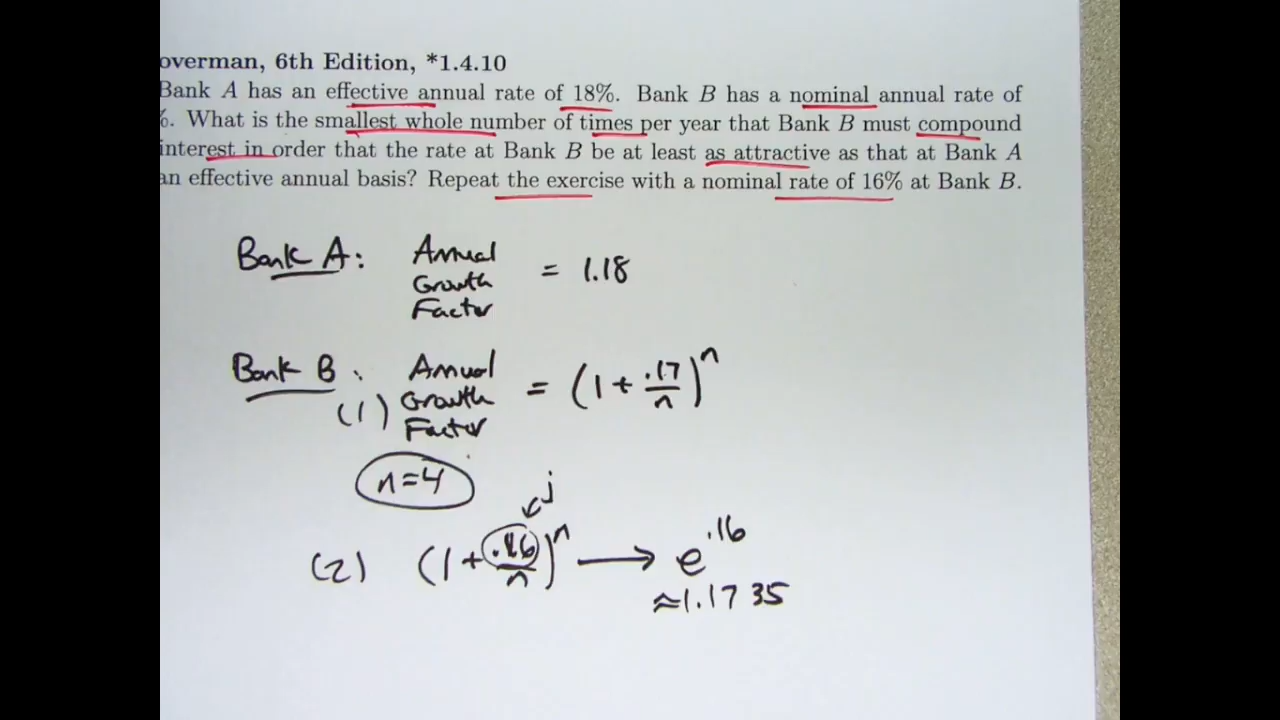 overman, 6th Edition, *1.4.10
Bank A has an effective annual rate of 18%. Bank B has a nominal annual rate of
%. What is the smallest whole number of times per year that Bank B must compound
interest in order that the rate at Bank B be at least as attractive as that at Bank A
an effective annual basis? Repeat the exercise with a nominal rate of 16% at Bank B.
Bank A: Annual Growth Factor = 1.18
Bank B: (1) Annual Growth Factor = (1 + .17/n)^n
n=4
j
(2) (1 + .16/n)^n → e^.16
≈1.1735